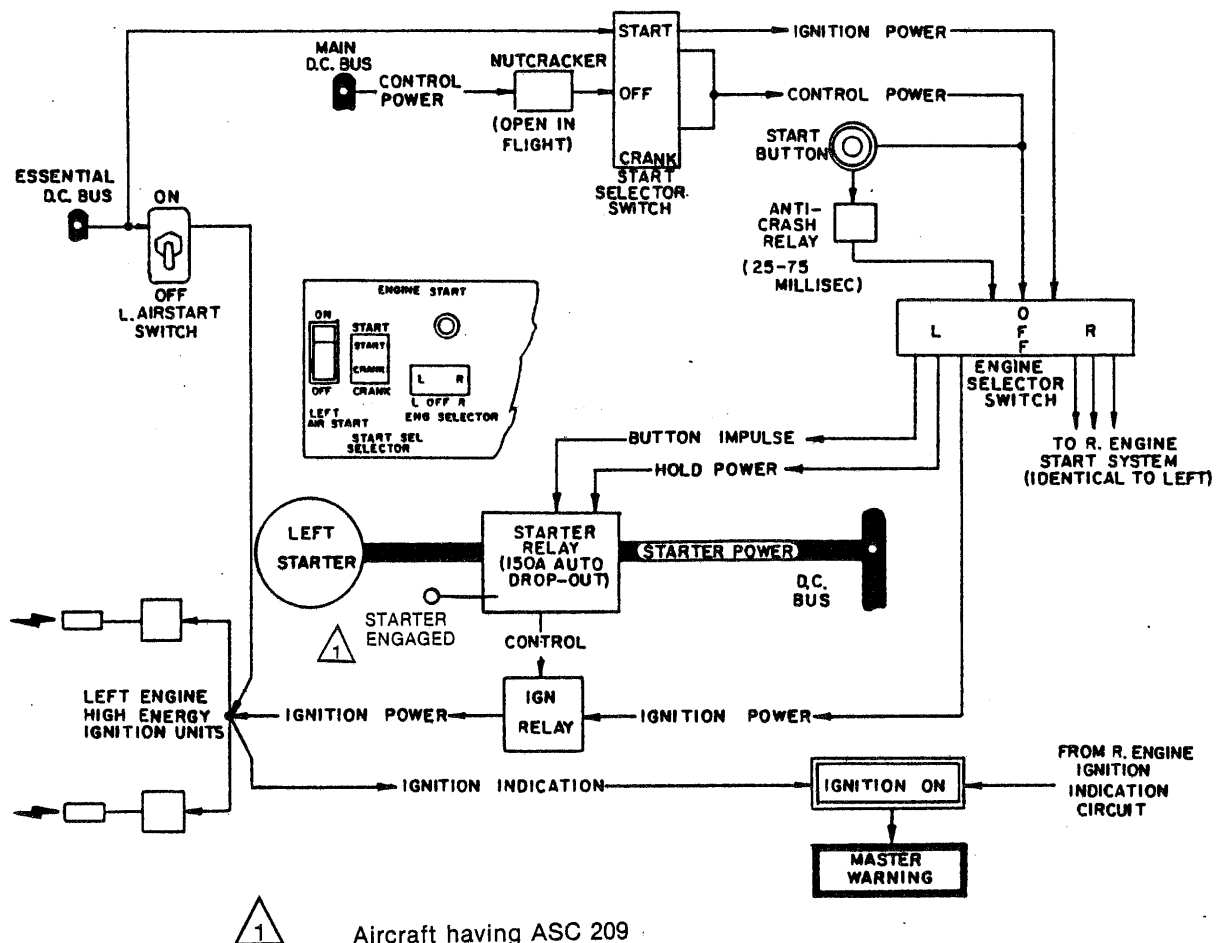 START
IGNITION POWER
MAIN
D.C. BUS
CONTROL
POWER
NUTCRACKER
(OPEN IN
FLIGHT)
OFF
CRANK
START
SELECTOR
SWITCH
CONTROL POWER
START
BUTTON
ANTI-
CRASH
RELAY
(25-75
MILLISEC)
ESSENTIAL
D.C. BUS
ON
OFF
L. AIRSTART
SWITCH
ENGINE START
ON
OFF
LEFT
AIR START
START
START
CRANK
CRANK
START SEL
SELECTOR
L R
L OFF R
ENG SELECTOR
L
OFF
R
ENGINE
SELECTOR
SWITCH
TO R. ENGINE
START SYSTEM
(IDENTICAL TO LEFT)
BUTTON IMPULSE
HOLD POWER
LEFT
STARTER
STARTER
RELAY
(150A AUTO
DROP-OUT)
STARTER POWER
D.C.
BUS
1
STARTER
ENGAGED
CONTROL
LEFT ENGINE
HIGH ENERGY
IGNITION UNITS
IGNITION POWER
IGN
RELAY
IGNITION POWER
IGNITION INDICATION
IGNITION ON
FROM R. ENGINE
IGNITION
INDICATION
CIRCUIT
MASTER
WARNING
1 Aircraft having ASC 209